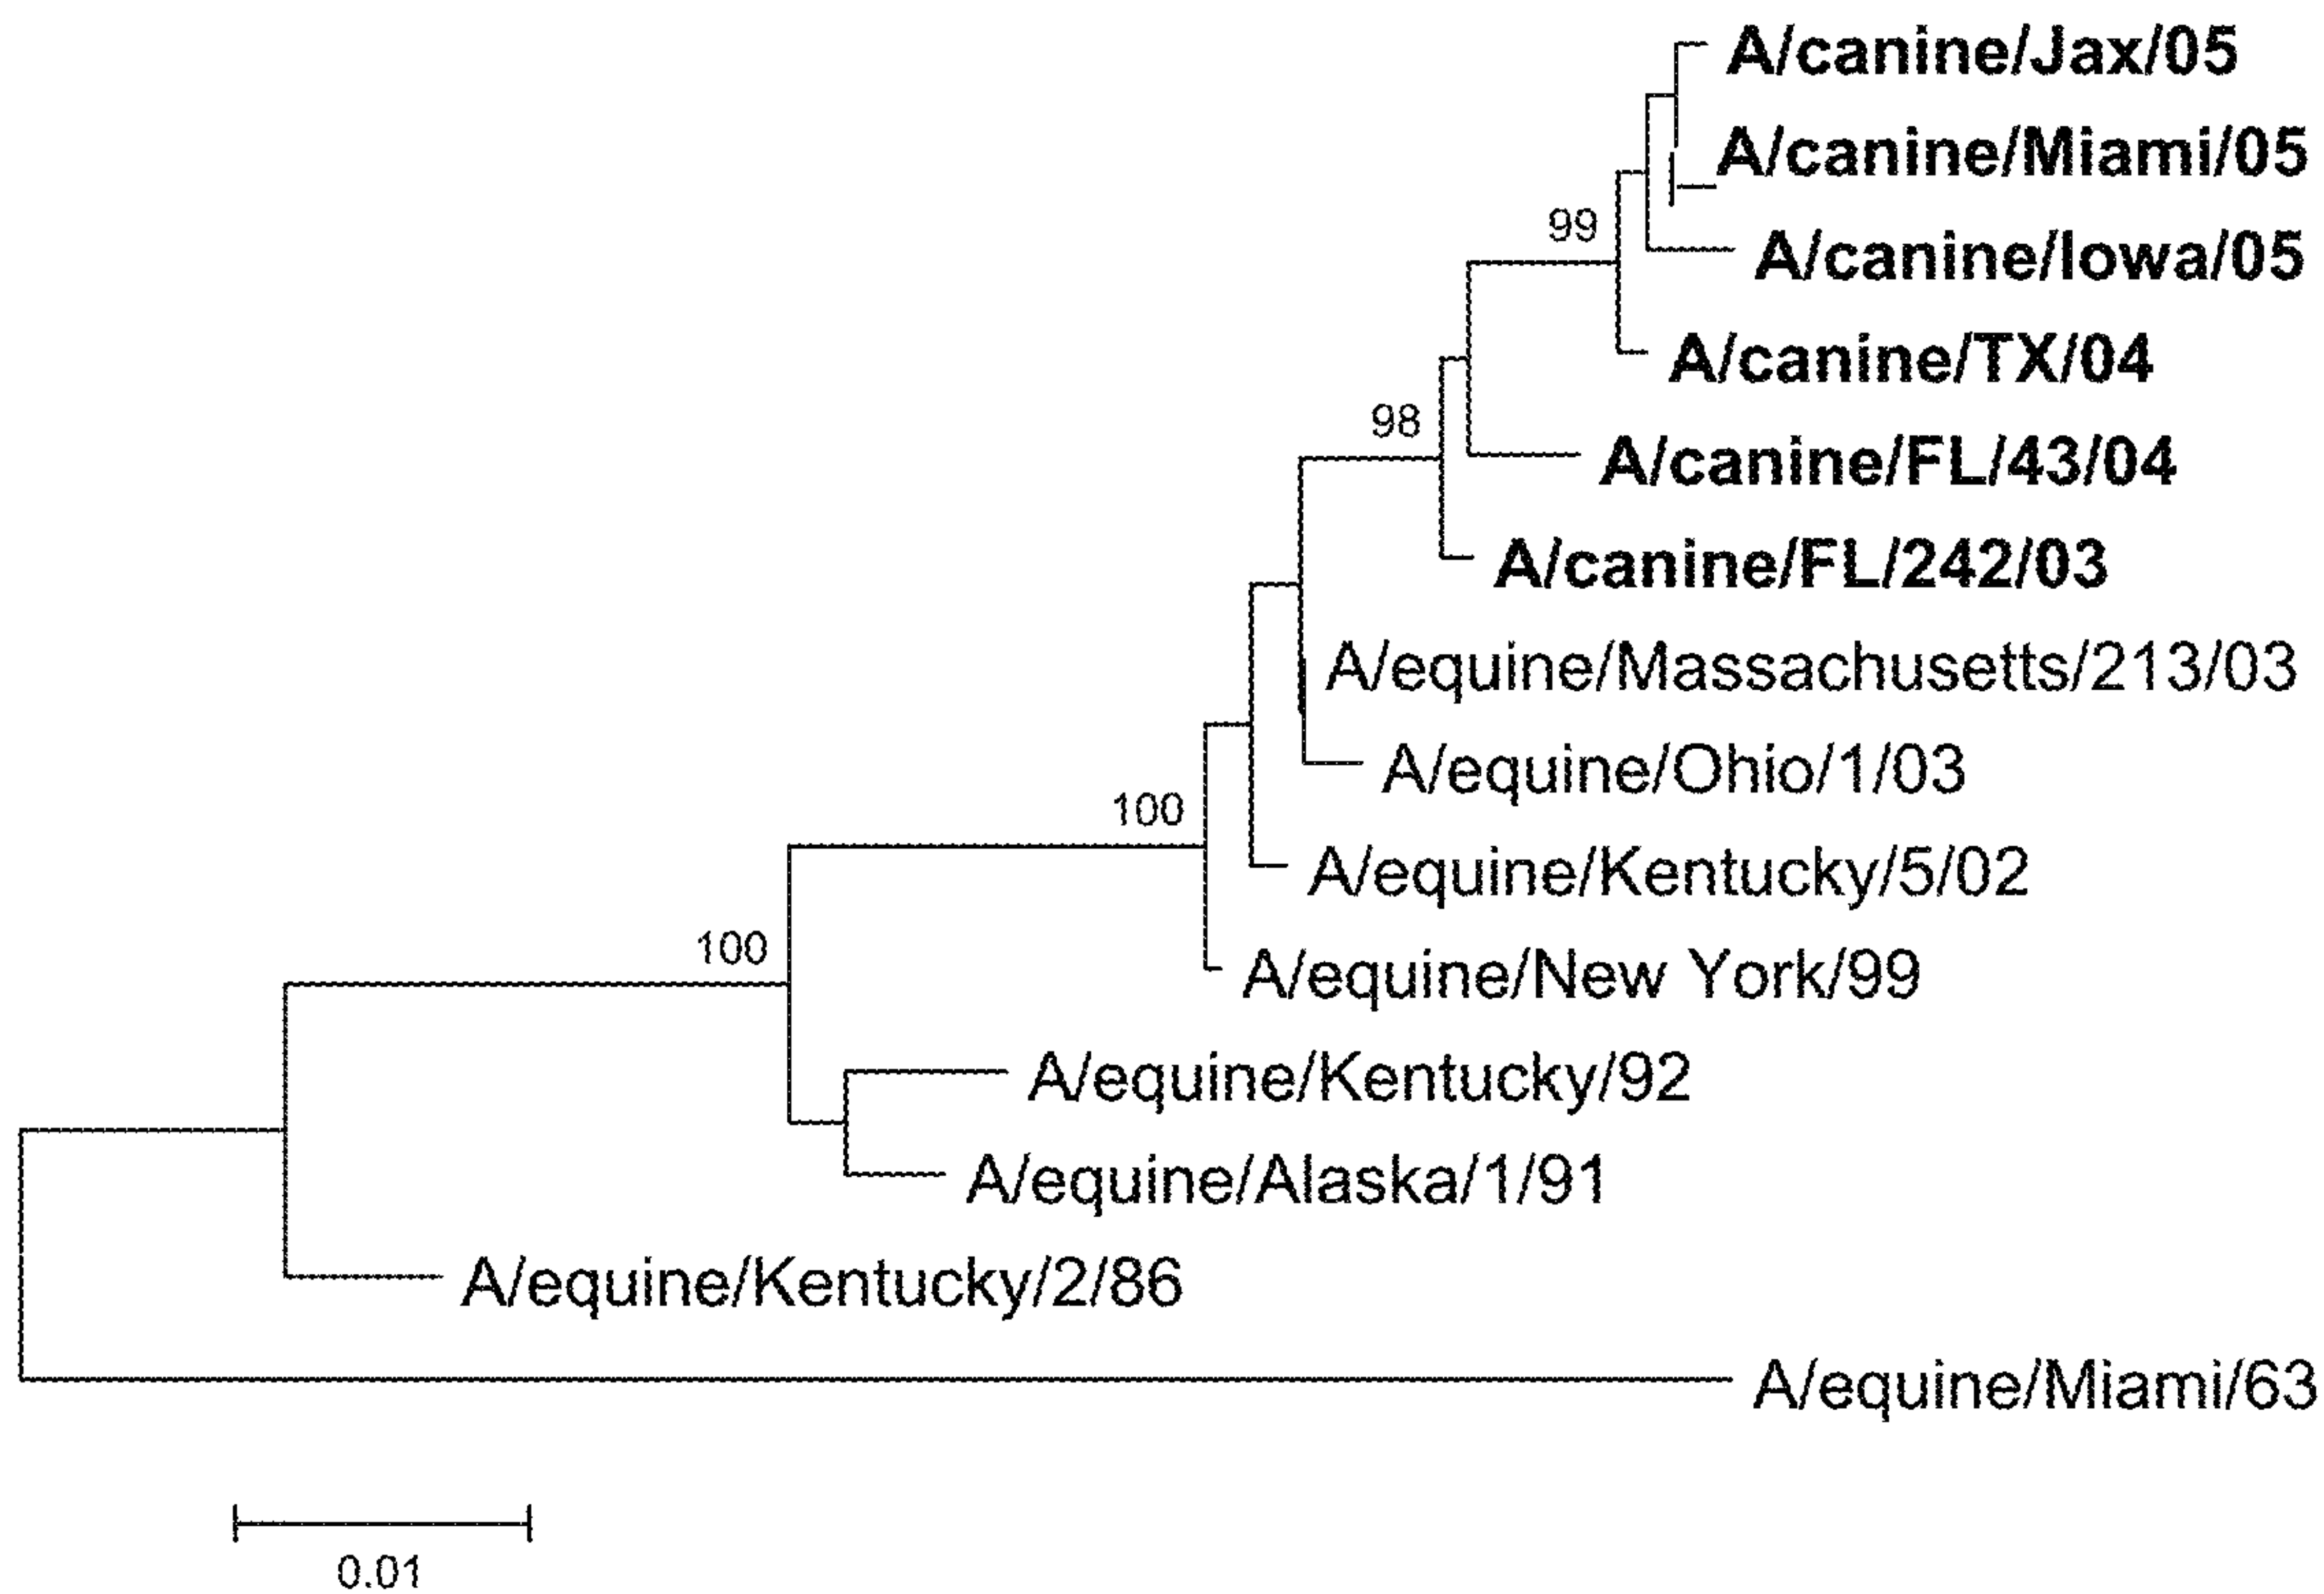 A/canine/Jax/05
A/canine/Miami/05
99
A/canine/Iowa/05
A/canine/TX/04
98
A/canine/FL/43/04
A/canine/FL/242/03
A/equine/Massachusetts/213/03
A/equine/Ohio/1/03
100
A/equine/Kentucky/5/02
100
A/equine/New York/99
A/equine/Kentucky/92
A/equine/Alaska/1/91
A/equine/Kentucky/2/86
A/equine/Miami/63
0.01